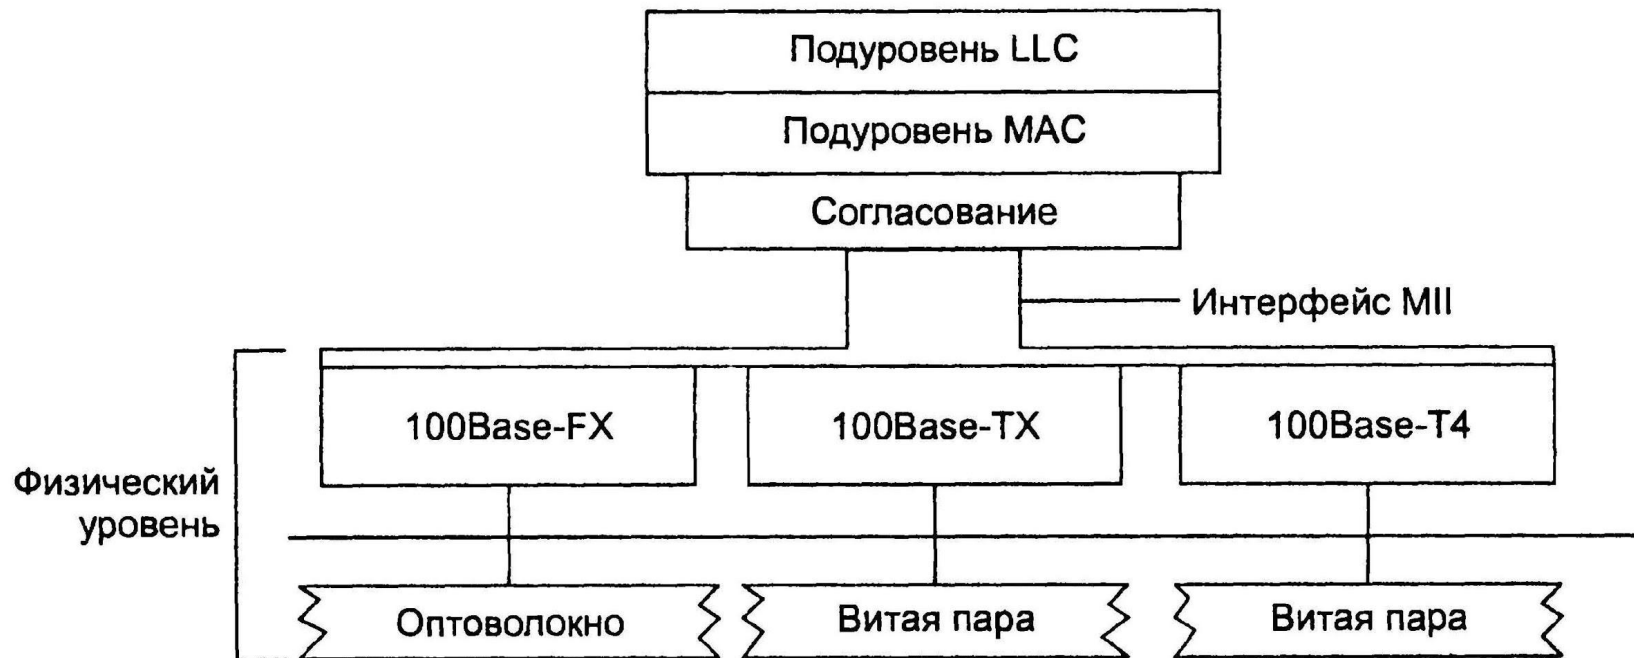 Подуровень LLC
Подуровень MAC
Согласование
Интерфейс MII
100Base-FX
100Base-TX
100Base-T4
Физический
уровень
Оптоволокно
Витая пара
Витая пара